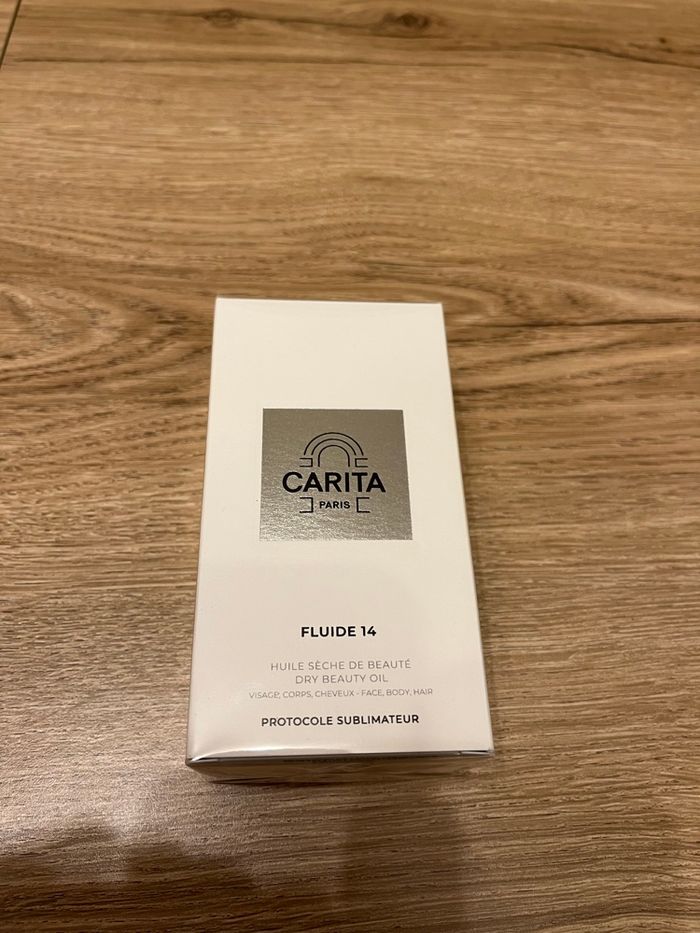 CARITA
PARIS
FLUIDE 14
HUILE SÈCHE DE BEAUTÉ
DRY BEAUTY OIL
VISAGE, CORPS, CHEVEUX - FACE, BODY, HAIR
PROTOCOLE SUBLIMATEUR